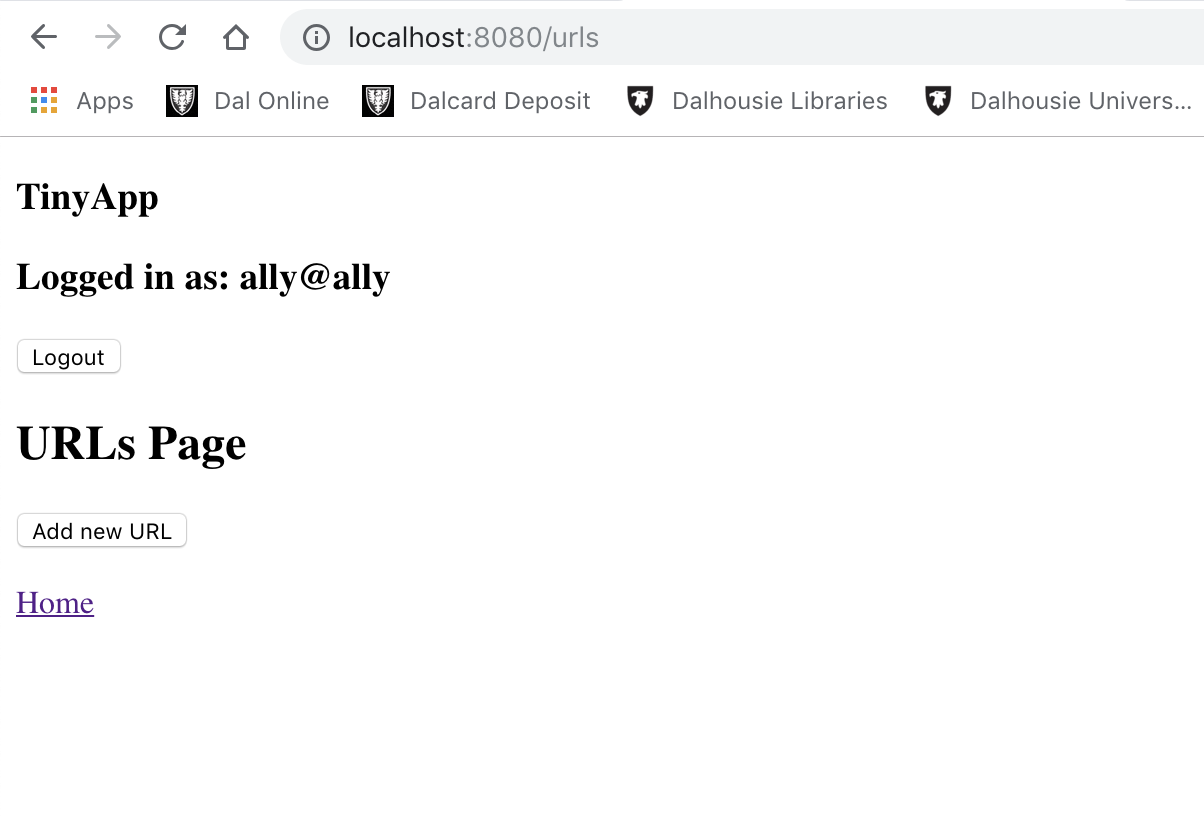 localhost:8080/urls
Apps Dal Online Dalcard Deposit Dalhousie Libraries Dalhousie Univers...
TinyApp
Logged in as: ally@ally
Logout
URLs Page
Add new URL
Home